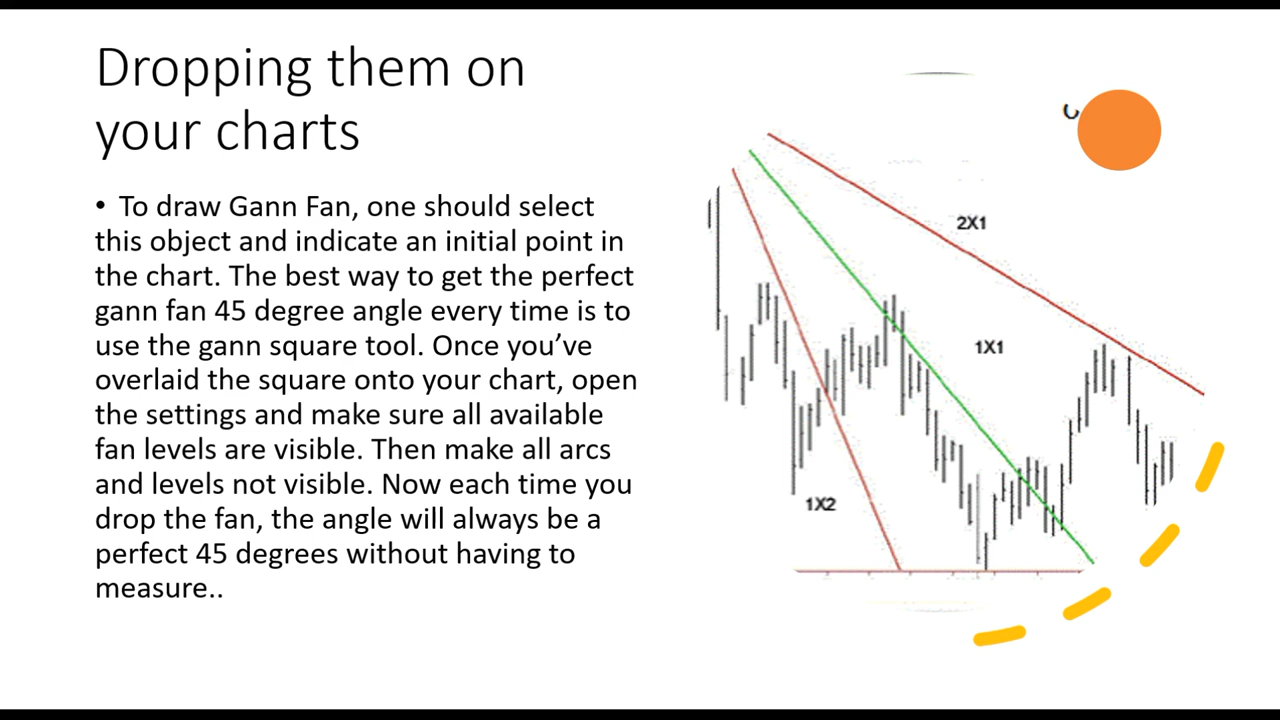 Dropping them on
your charts
• To draw Gann Fan, one should select
this object and indicate an initial point in
the chart. The best way to get the perfect
gann fan 45 degree angle every time is to
use the gann square tool. Once you’ve
overlaid the square onto your chart, open
the settings and make sure all available
fan levels are visible. Then make all arcs
and levels not visible. Now each time you
drop the fan, the angle will always be a
perfect 45 degrees without having to
measure..
2X1
1X1
1X2